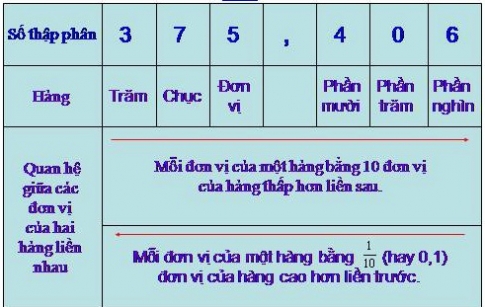 Số thập phân 3 7 5 , 4 0 6
Hàng Trăm Chục Đơn vị Phần mười Phần trăm Phần nghìn
Quan hệ
giữa các
đơn vị
của hai
hàng liền
nhau
Mỗi đơn vị của một hàng bằng 10 đơn vị
của hàng thấp hơn liền sau.
Mỗi đơn vị của một hàng bằng 1/10 (hay 0,1)
đơn vị của hàng cao hơn liền trước.